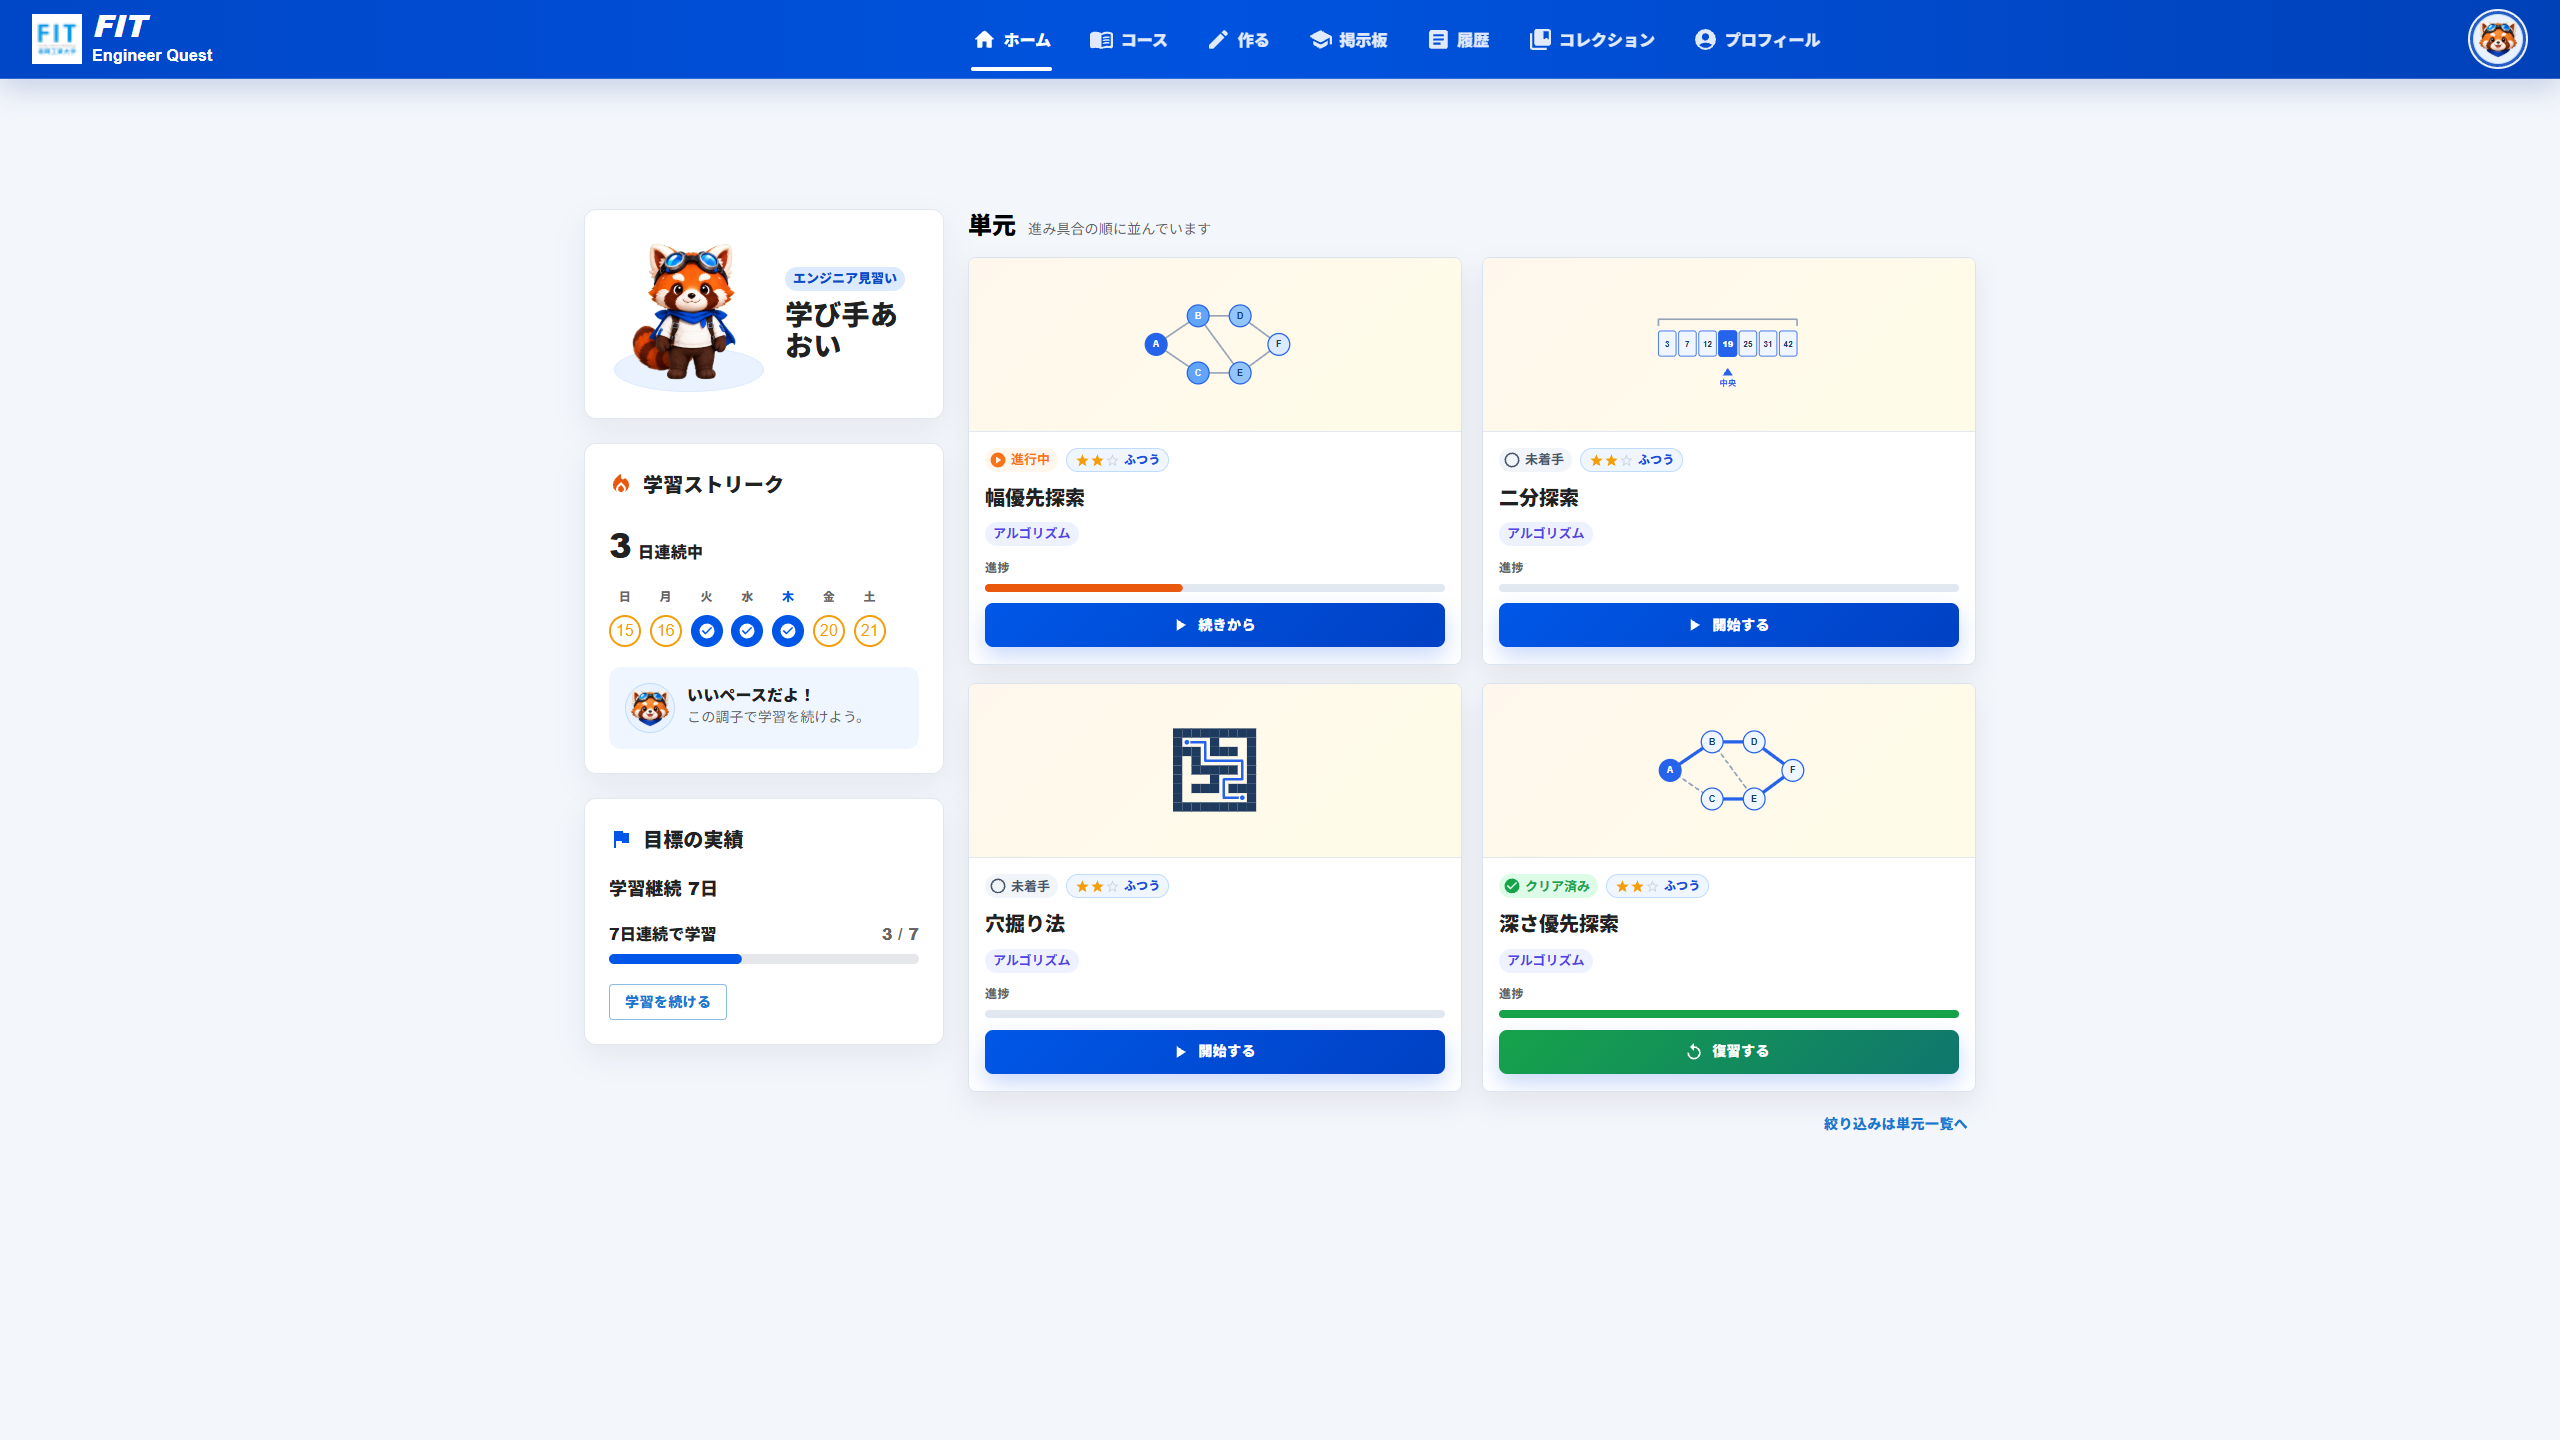 FIT
FIT
Engineer Quest
ホーム
コース
作る
掲示板
履歴
コレクション
プロフィール
エンジニア見習い
学び手あ
おい
学習ストリーク
3 日連続中
日 月 火 水 木 金 土
15 16 20 21
いいペースだよ！
この調子で学習を続けよう。
目標の実績
学習継続 7日
7日連続で学習 3 / 7
学習を続ける
単元 進み具合の順に並んでいます
A B C D E F
進行中 ふつう
幅優先探索
アルゴリズム
進捗
続きから
3 7 12 19 25 31 42
中央
未着手 ふつう
二分探索
アルゴリズム
進捗
開始する
未着手 ふつう
穴掘り法
アルゴリズム
進捗
開始する
A B C D E F
クリア済み ふつう
深さ優先探索
アルゴリズム
進捗
復習する
絞り込みは単元一覧へ